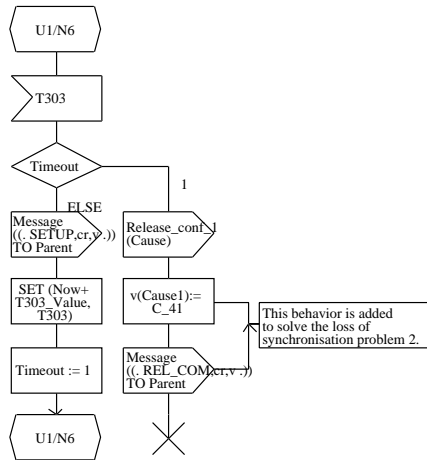 U1/N6
T303
Timeout
1
ELSE
Message
((. SETUP,cr,v .))
TO Parent
Release_conf_1
(Cause)
SET (Now+
T303_Value,
T303)
v(Cause1):=
C_41
This behavior is added
to solve the loss of
synchronisation problem 2.
Timeout := 1
Message
((. REL_COM,cr,v .))
TO Parent
U1/N6